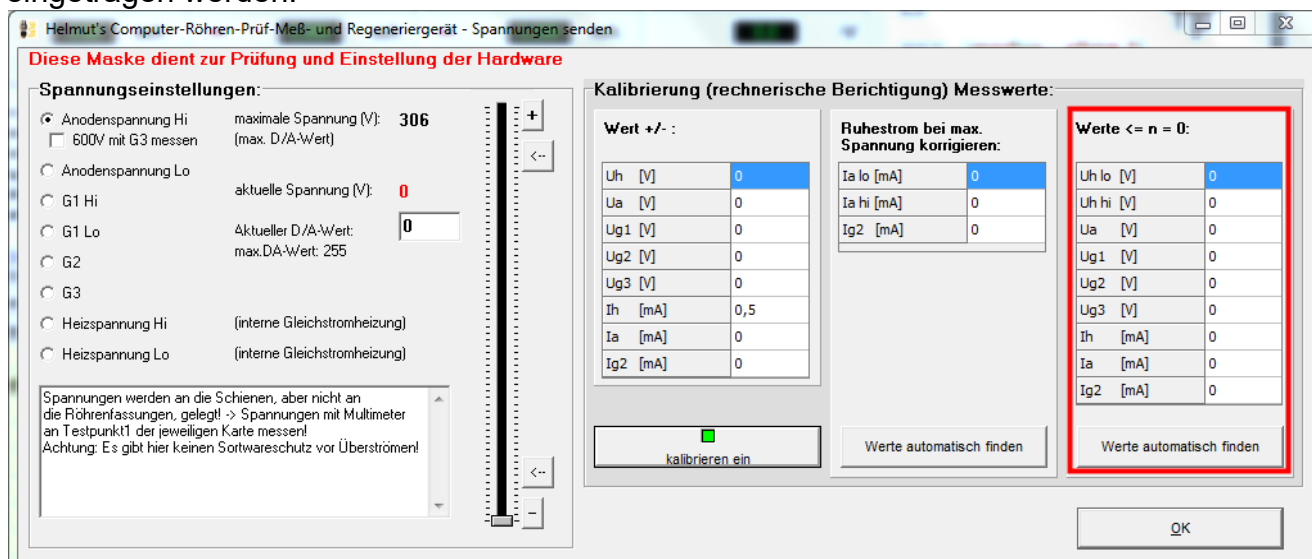 eingetragen werden.
Helmut's Computer-Röhren-Prüf-Meß- und Regeneriergerät - Spannungen senden
Diese Maske dient zur Prüfung und Einstellung der Hardware
Spannungseinstellungen:
Anodenspannung Hi
maximale Spannung (V): 306
600V mit G3 messen
(max. D/A-Wert)
Anodenspannung Lo
aktuelle Spannung (V): 0
G1 Hi
G1 Lo
Aktueller D/A-Wert: 0
max.DA-Wert: 255
G2
G3
Heizspannung Hi (interne Gleichstromheizung)
Heizspannung Lo (interne Gleichstromheizung)
Spannungen werden an die Schienen, aber nicht an
die Röhrenfassungen, gelegt! -> Spannungen mit Multimeter
an Testpunkt1 der jeweiligen Karte messen!
Achtung: Es gibt hier keinen Sortwareschutz vor Überströmen!
+
<--
<--
-
Kalibrierung (rechnerische Berichtigung) Messwerte:
Wert +/- :
Uh [V] 0
Ua [V] 0
Ug1 [V] 0
Ug2 [V] 0
Ug3 [V] 0
Ih [mA] 0,5
Ia [mA] 0
Ig2 [mA] 0
kalibrieren ein
Ruhestrom bei max.
Spannung korrigieren:
Ia lo [mA] 0
Ia hi [mA] 0
Ig2 [mA] 0
Werte automatisch finden
Werte <= n = 0:
Uh lo [V] 0
Uh hi [V] 0
Ua [V] 0
Ug1 [V] 0
Ug2 [V] 0
Ug3 [V] 0
Ih [mA] 0
Ia [mA] 0
Ig2 [mA] 0
Werte automatisch finden
OK